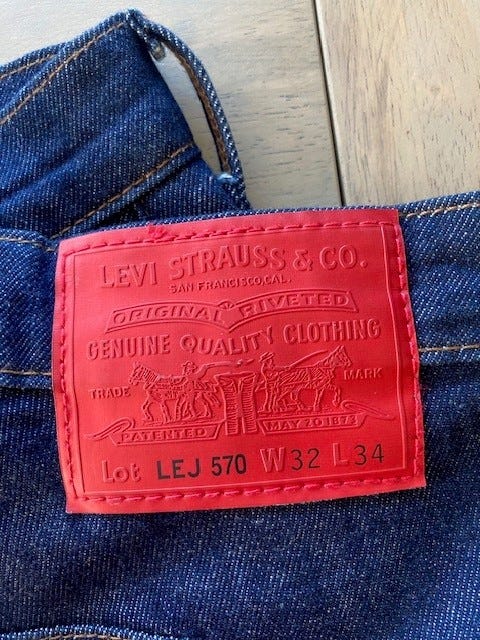 LEVI STRAUSS & CO.
SAN FRANCISCO, CAL.
ORIGINAL RIVETED
GENUINE QUALITY CLOTHING
TRADE MARK
PATENTED MAY 20 1873
Lot LEJ 570 W32 L34